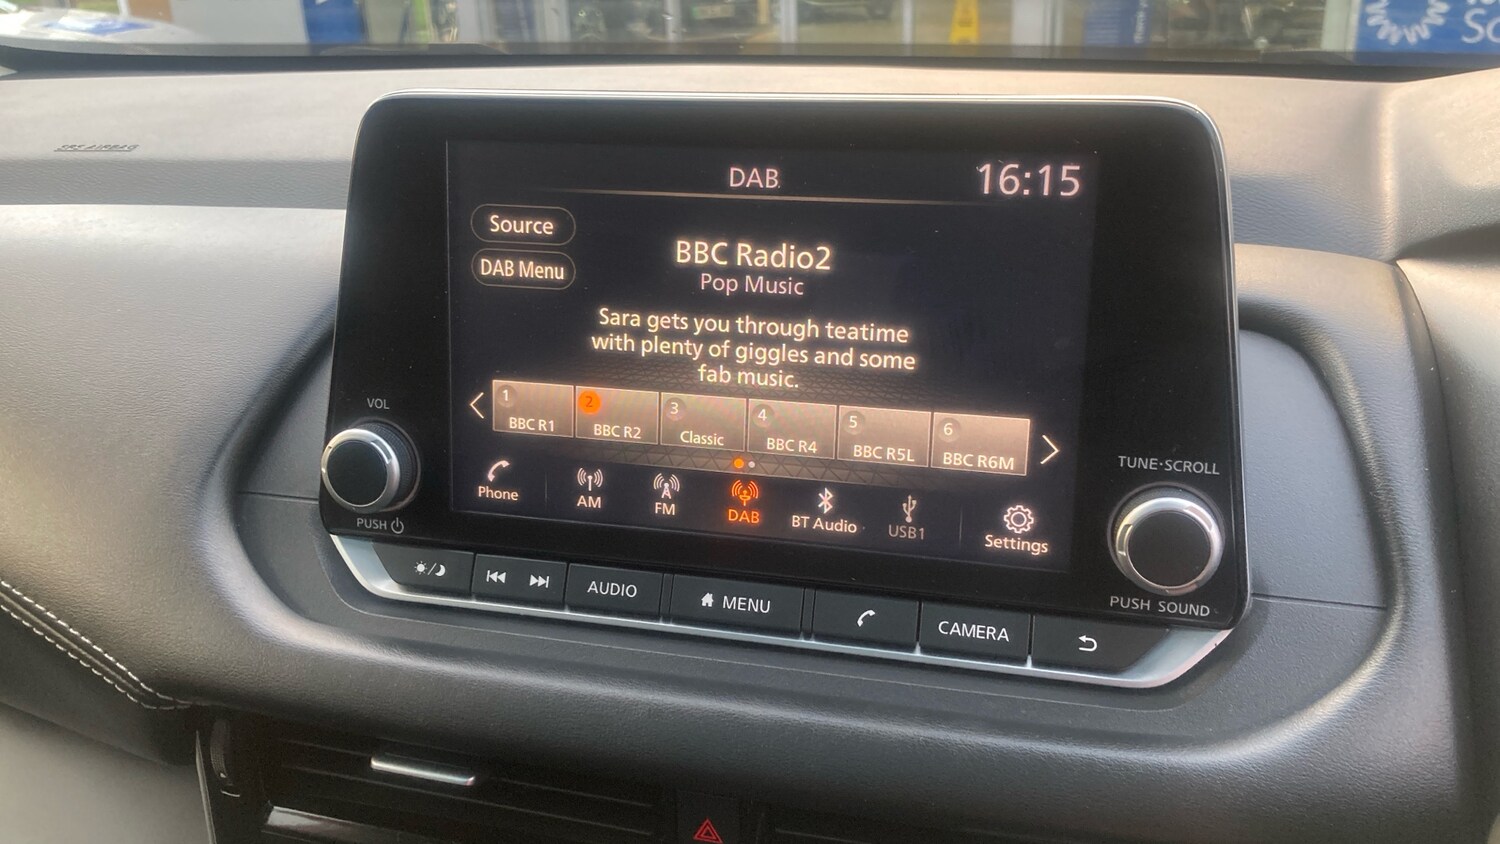 SRS AIRBAG
So
DAB
16:15
Source
DAB Menu
BBC Radio2
Pop Music
Sara gets you through teatime
with plenty of giggles and some
fab music.
1
BBC R1
2
BBC R2
3
Classic
4
BBC R4
5
BBC R5L
6
BBC R6M
Phone
AM
FM
DAB
BT Audio
USB1
Settings
VOL
PUSH
TUNE·SCROLL
PUSH SOUND
AUDIO
MENU
CAMERA